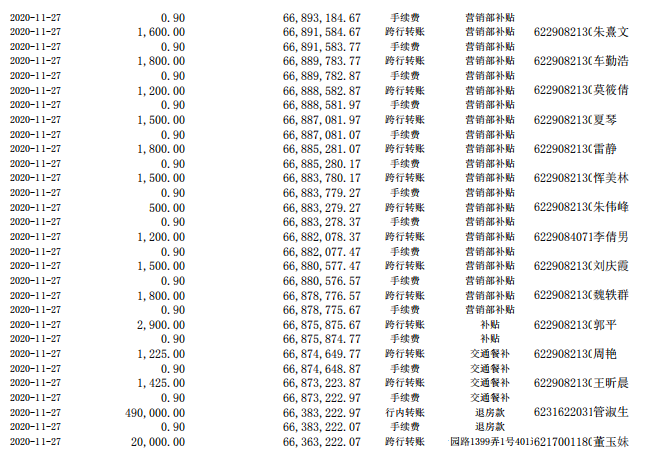 2020-11-27 0.90 66,893,184.67 手续费 营销部补贴
2020-11-27 1,600.00 66,891,584.67 跨行转账 营销部补贴 622908213 朱熹文
2020-11-27 0.90 66,891,583.77 手续费 营销部补贴
2020-11-27 1,800.00 66,889,783.77 跨行转账 营销部补贴 622908213 车勤浩
2020-11-27 0.90 66,889,782.87 手续费 营销部补贴
2020-11-27 1,200.00 66,888,582.87 跨行转账 营销部补贴 622908213 莫筱倩
2020-11-27 0.90 66,888,581.97 手续费 营销部补贴
2020-11-27 1,500.00 66,887,081.97 跨行转账 营销部补贴 622908213 夏琴
2020-11-27 0.90 66,887,081.07 手续费 营销部补贴
2020-11-27 1,800.00 66,885,281.07 跨行转账 营销部补贴 622908213 雷静
2020-11-27 0.90 66,885,280.17 手续费 营销部补贴
2020-11-27 1,500.00 66,883,780.17 跨行转账 营销部补贴 622908213 恽美林
2020-11-27 0.90 66,883,779.27 手续费 营销部补贴
2020-11-27 500.00 66,883,279.27 跨行转账 营销部补贴 622908213 朱伟峰
2020-11-27 0.90 66,883,278.37 手续费 营销部补贴
2020-11-27 1,200.00 66,882,078.37 跨行转账 营销部补贴 6229084071 李倩男
2020-11-27 0.90 66,882,077.47 手续费 营销部补贴
2020-11-27 1,500.00 66,880,577.47 跨行转账 营销部补贴 622908213 刘庆霞
2020-11-27 0.90 66,880,576.57 手续费 营销部补贴
2020-11-27 1,800.00 66,878,776.57 跨行转账 营销部补贴 622908213 魏轶群
2020-11-27 0.90 66,878,775.67 手续费 营销部补贴
2020-11-27 2,900.00 66,875,875.67 跨行转账 补贴 622908213 郭平
2020-11-27 0.90 66,875,874.77 手续费 补贴
2020-11-27 1,225.00 66,874,649.77 跨行转账 交通餐补 622908213 周艳
2020-11-27 0.90 66,874,648.87 手续费 交通餐补
2020-11-27 1,425.00 66,873,223.87 跨行转账 交通餐补 622908213 王昕晨
2020-11-27 0.90 66,873,222.97 手续费 交通餐补
2020-11-27 490,000.00 66,383,222.97 行内转账 退房款 6231622031 管淑生
2020-11-27 0.90 66,383,222.07 手续费 退房款
2020-11-27 20,000.00 66,363,222.07 跨行转账 园路1399弄1号401 621700118 董玉妹